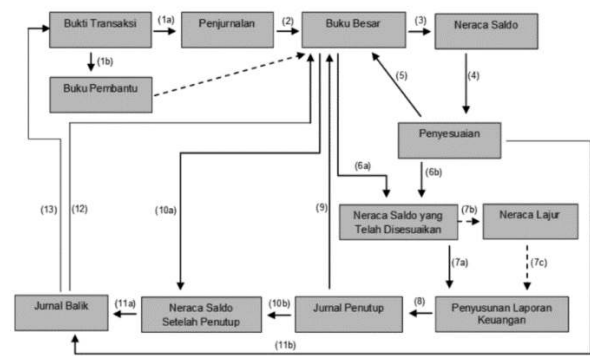 Bukti Transaksi
(1a)
Penjurnalan
(2)
Buku Besar
(3)
Neraca Saldo
(1b)
Buku Pembantu
(5)
(4)
Penyesuaian
(6a)
(6b)
(13)
(12)
(10a)
(9)
Neraca Saldo yang
Telah Disesuaikan
(7b)
Neraca Lajur
(7a)
(7c)
Jurnal Balik
(11a)
Neraca Saldo
Setelah Penutup
(10b)
Jurnal Penutup
(8)
Penyusunan Laporan
Keuangan
(11b)